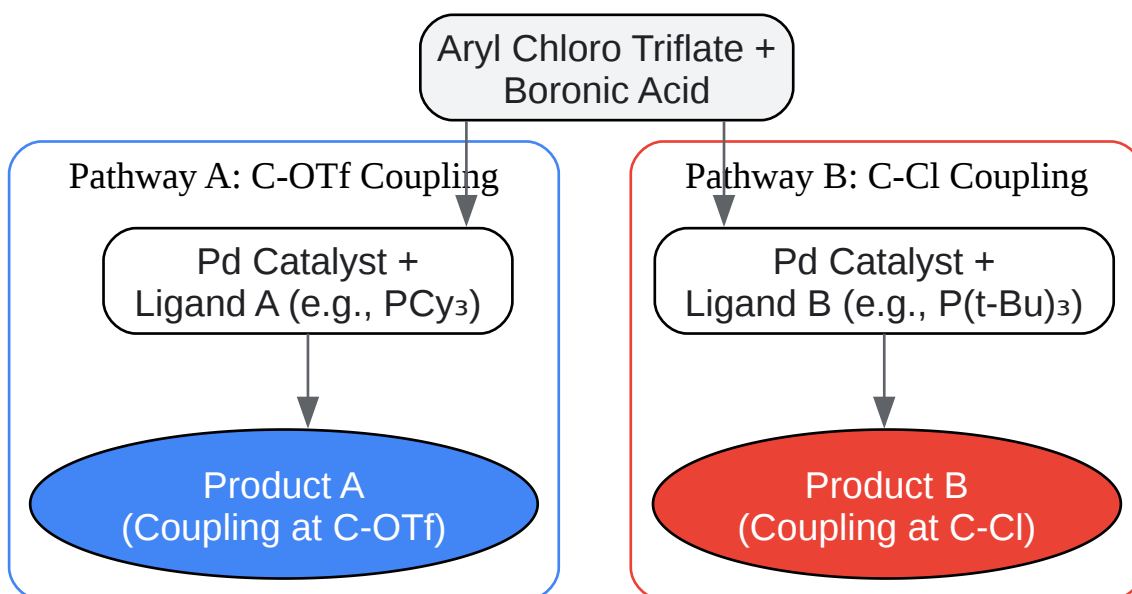 Aryl Chloro Triflate +
Boronic Acid
Pathway A: C-OTf Coupling
Pd Catalyst +
Ligand A (e.g., PCy₃)
Product A
(Coupling at C-OTf)
Pathway B: C-Cl Coupling
Pd Catalyst +
Ligand B (e.g., P(t-Bu)₃)
Product B
(Coupling at C-Cl)